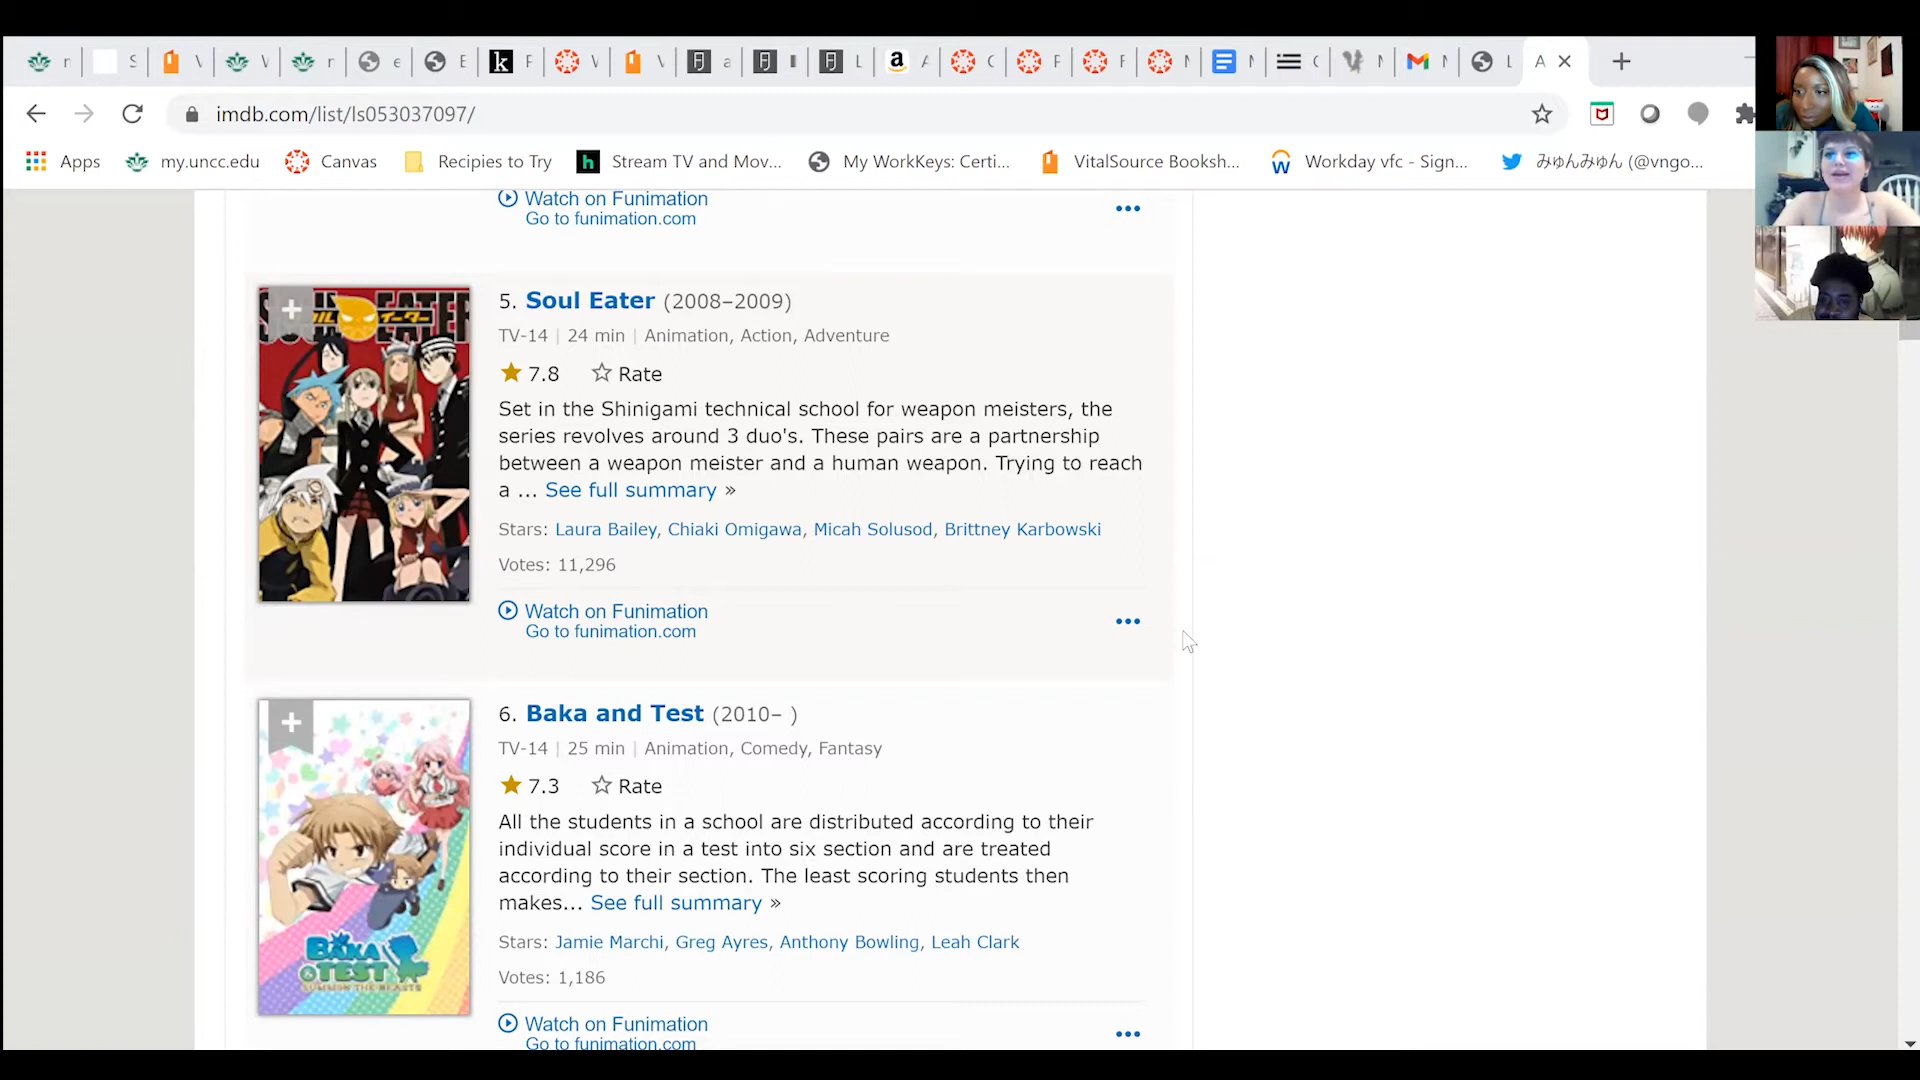 n
S
V
V
n
e
E
k F
V
V
a
I
L
a A
C
F
F
N
N
C
N
N
L
A
imdb.com/list/ls053037097/
Apps my.uncc.edu Canvas Recipies to Try Stream TV and Mov... My WorkKeys: Certi... VitalSource Booksh... Workday vfc - Sign... みゅんみゅん (@vngo...
Watch on Funimation
Go to funimation.com
5. Soul Eater (2008–2009)
TV-14 | 24 min | Animation, Action, Adventure
7.8 Rate
Set in the Shinigami technical school for weapon meisters, the
series revolves around 3 duo's. These pairs are a partnership
between a weapon meister and a human weapon. Trying to reach
a ... See full summary »
Stars: Laura Bailey, Chiaki Omigawa, Micah Solusod, Brittney Karbowski
Votes: 11,296
Watch on Funimation
Go to funimation.com
6. Baka and Test (2010– )
TV-14 | 25 min | Animation, Comedy, Fantasy
7.3 Rate
All the students in a school are distributed according to their
individual score in a test into six section and are treated
according to their section. The least scoring students then
makes... See full summary »
Stars: Jamie Marchi, Greg Ayres, Anthony Bowling, Leah Clark
Votes: 1,186
Watch on Funimation
Go to funimation.com
SOUL EATER
BAKA
& TEST
SUMMON THE BEASTS